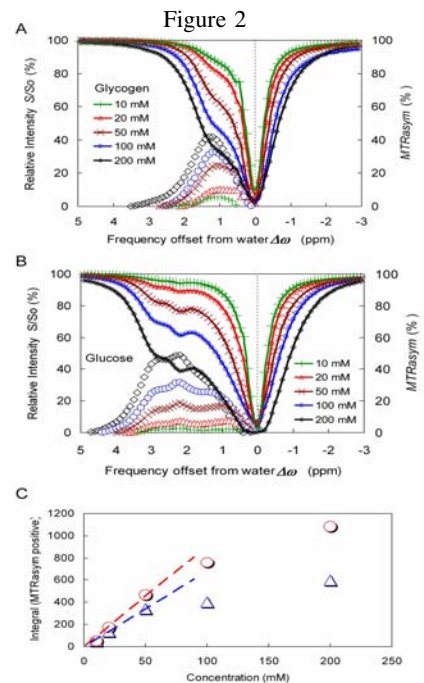 Figure 2
A
Relative Intensity S/So (%)
100
80
60
40
20
0
Glycogen
10 mM
20 mM
50 mM
100 mM
200 mM
100
80
60
40
20
0
MTRasym (%)
5 4 3 2 1 0 -1 -2 -3
Frequency offset from water Δω (ppm)
B
Relative Intensity S/So (%)
100
80
60
40
20
0
Glucose
10 mM
20 mM
50 mM
100 mM
200 mM
100
80
60
40
20
0
MTRasym (%)
5 4 3 2 1 0 -1 -2 -3
Frequency offset from water Δω (ppm)
C
Integral (MTRasym positive)
1200
1000
800
600
400
200
0
0 50 100 150 200 250
Concentration (mM)